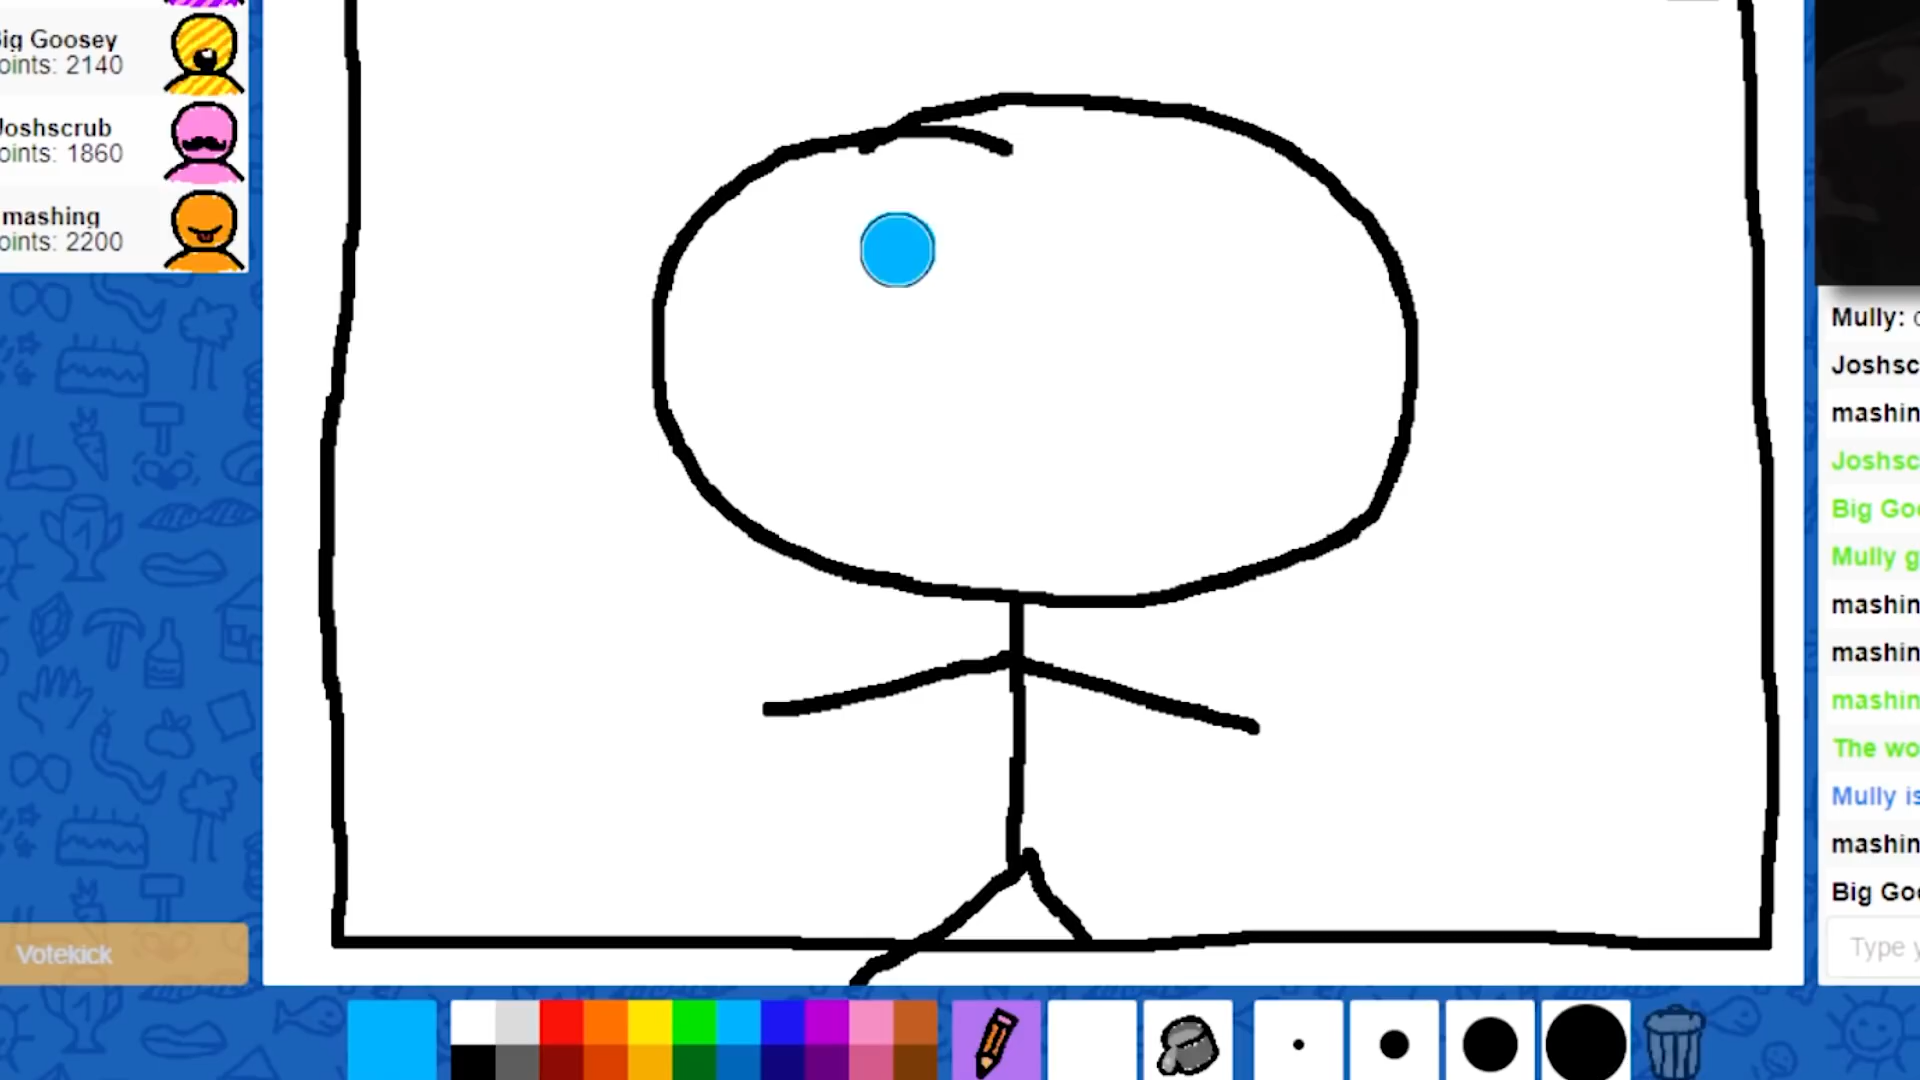 ig Goosey
oints: 2140
Joshscrub
oints: 1860
mashing
oints: 2200
Votekick
Mully:
Joshsc
mashin
Joshsc
Big Goo
Mully g
mashin
mashin
mashin
The wo
Mully is
mashin
Big Goo
Type y